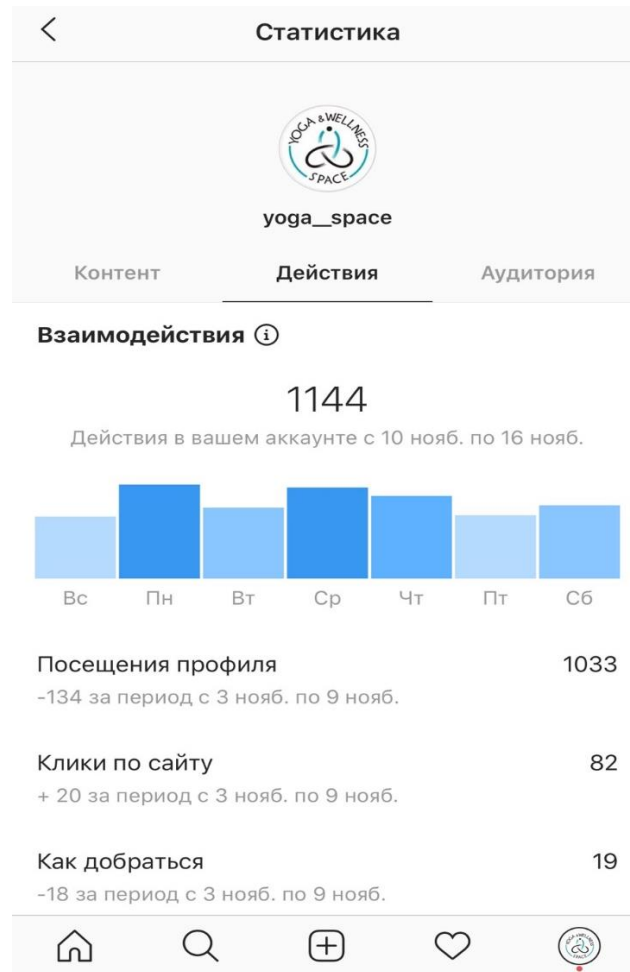 Статистика
YOGA & WELLNESS
SPACE
yoga__space
Контент Действия Аудитория
Взаимодействия
1144
Действия в вашем аккаунте с 10 нояб. по 16 нояб.
Вс Пн Вт Ср Чт Пт Сб
Посещения профиля 1033
-134 за период с 3 нояб. по 9 нояб.
Клики по сайту 82
+ 20 за период с 3 нояб. по 9 нояб.
Как добраться 19
-18 за период с 3 нояб. по 9 нояб.